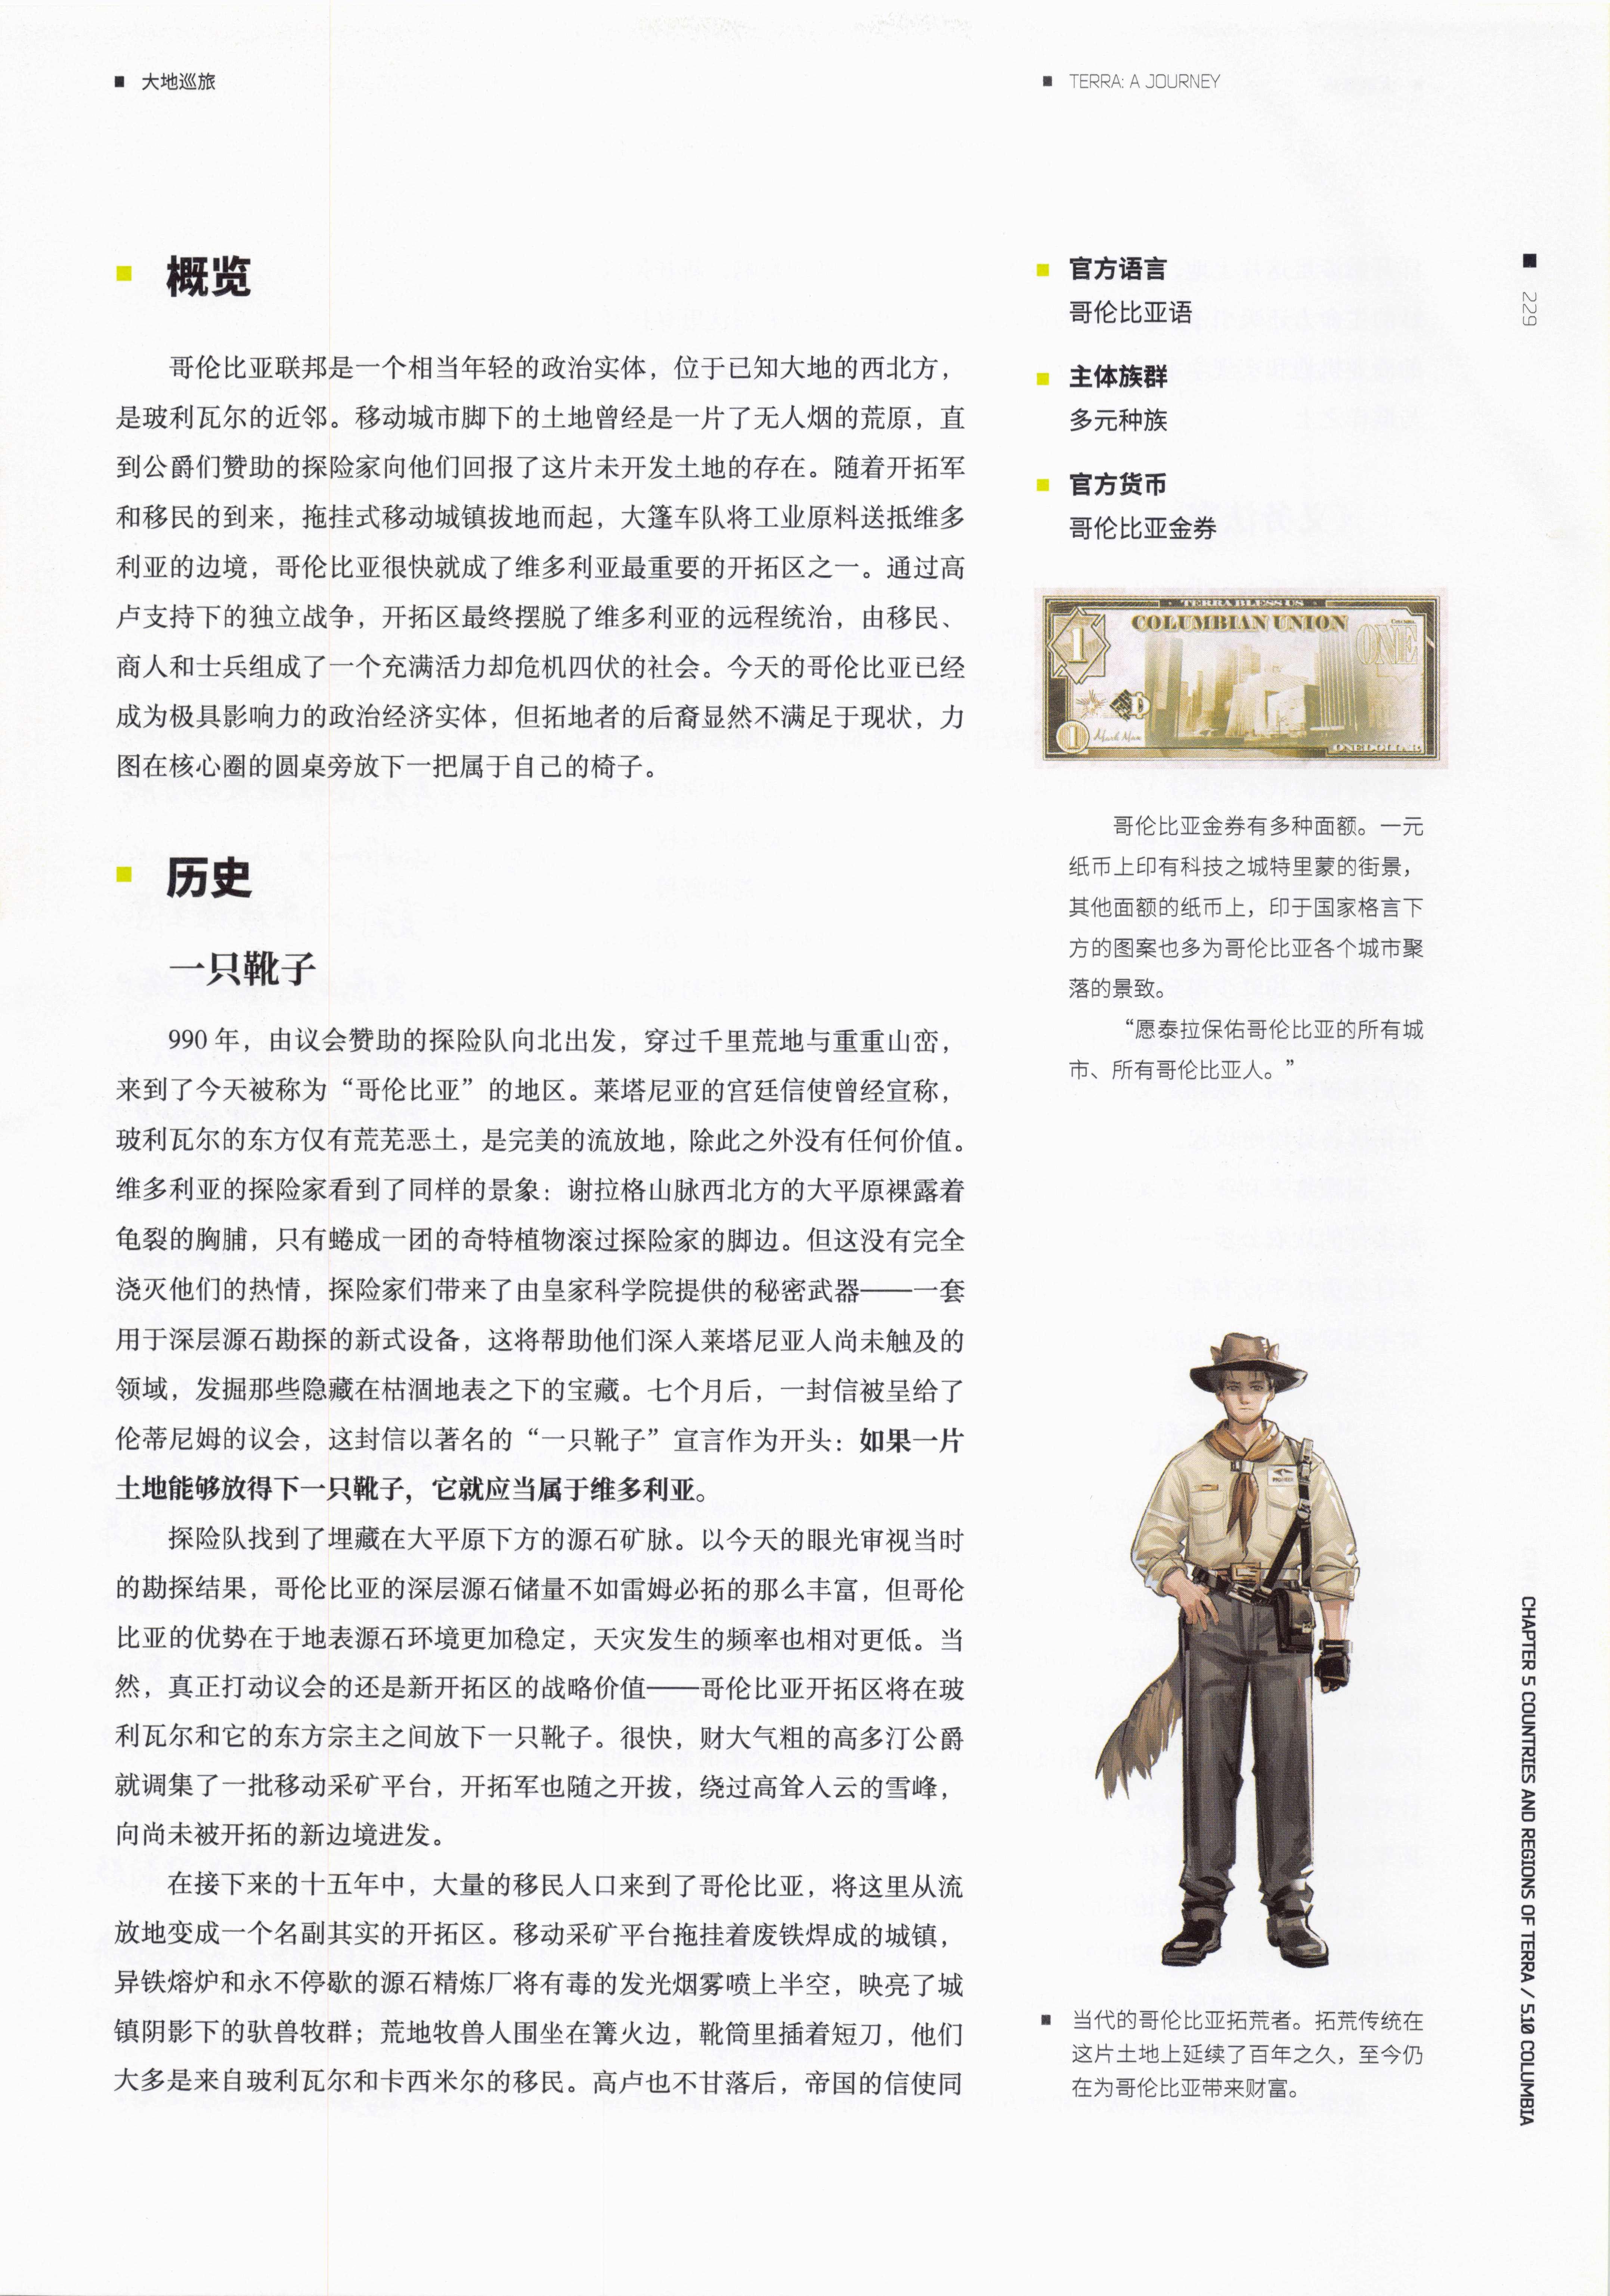 大地巡旅
TERRA: A JOURNEY
概览
哥伦比亚联邦是一个相当年轻的政治实体，位于已知大地的西北方，
是玻利瓦尔的近邻。移动城市脚下的土地曾经是一片了无人烟的荒原，直
到公爵们赞助的探险家向他们回报了这片未开发土地的存在。随着开拓军
和移民的到来，拖挂式移动城镇拔地而起，大篷车队将工业原料送抵维多
利亚的边境，哥伦比亚很快就成了维多利亚最重要的开拓区之一。通过高
卢支持下的独立战争，开拓区最终摆脱了维多利亚的远程统治，由移民、
商人和士兵组成了一个充满活力却危机四伏的社会。今天的哥伦比亚已经
成为极具影响力的政治经济实体，但拓地者的后裔显然不满足于现状，力
图在核心圈的圆桌旁放下一把属于自己的椅子。
历史
一只靴子
990 年，由议会赞助的探险队向北出发，穿过千里荒地与重重山峦，
来到了今天被称为“哥伦比亚”的地区。莱塔尼亚的宫廷信使曾经宣称，
玻利瓦尔的东方仅有荒芜恶土，是完美的流放地，除此之外没有任何价值。
维多利亚的探险家看到了同样的景象：谢拉格山脉西北方的大平原裸露着
龟裂的胸脯，只有蜷成一团的奇特植物滚过探险家的脚边。但这没有完全
浇灭他们的热情，探险家们带来了由皇家科学院提供的秘密武器——一套
用于深层源石勘探的新式设备，这将帮助他们深入莱塔尼亚人尚未触及的
领域，发掘那些隐藏在枯涸地表之下的宝藏。七个月后，一封信被呈给了
伦蒂尼姆的议会，这封信以著名的“一只靴子”宣言作为开头：如果一片
土地能够放得下一只靴子，它就应当属于维多利亚。
探险队找到了埋藏在大平原下方的源石矿脉。以今天的眼光审视当时
的勘探结果，哥伦比亚的深层源石储量不如雷姆必拓的那么丰富，但哥伦
比亚的优势在于地表源石环境更加稳定，天灾发生的频率也相对更低。当
然，真正打动议会的还是新开拓区的战略价值——哥伦比亚开拓区将在玻
利瓦尔和它的东方宗主之间放下一只靴子。很快，财大气粗的高多汀公爵
就调集了一批移动采矿平台，开拓军也随之开拔，绕过高耸入云的雪峰，
向尚未被开拓的新边境进发。
在接下来的十五年中，大量的移民人口来到了哥伦比亚，将这里从流
放地变成一个名副其实的开拓区。移动采矿平台拖挂着废铁焊成的城镇，
异铁熔炉和永不停歇的源石精炼厂将有毒的发光烟雾喷上半空，映亮了城
镇阴影下的驮兽牧群；荒地牧兽人围坐在篝火边，靴筒里插着短刀，他们
大多是来自玻利瓦尔和卡西米尔的移民。高卢也不甘落后，帝国的信使同
官方语言
哥伦比亚语
主体族群
多元种族
官方货币
哥伦比亚金券
TERRA BLESS US
COLUMBIAN UNION
1
ONE
1
ONE DOLLAR
哥伦比亚金券有多种面额。一元
纸币上印有科技之城特里蒙的街景，
其他面额的纸币上，印于国家格言下
方的图案也多为哥伦比亚各个城市聚
落的景致。
“愿泰拉保佑哥伦比亚的所有城
市、所有哥伦比亚人。”
当代的哥伦比亚拓荒者。拓荒传统在
这片土地上延续了百年之久，至今仍
在为哥伦比亚带来财富。
229
CHAPTER 5 COUNTRIES AND REGIONS OF TERRA / 5.10 COLUMBIA